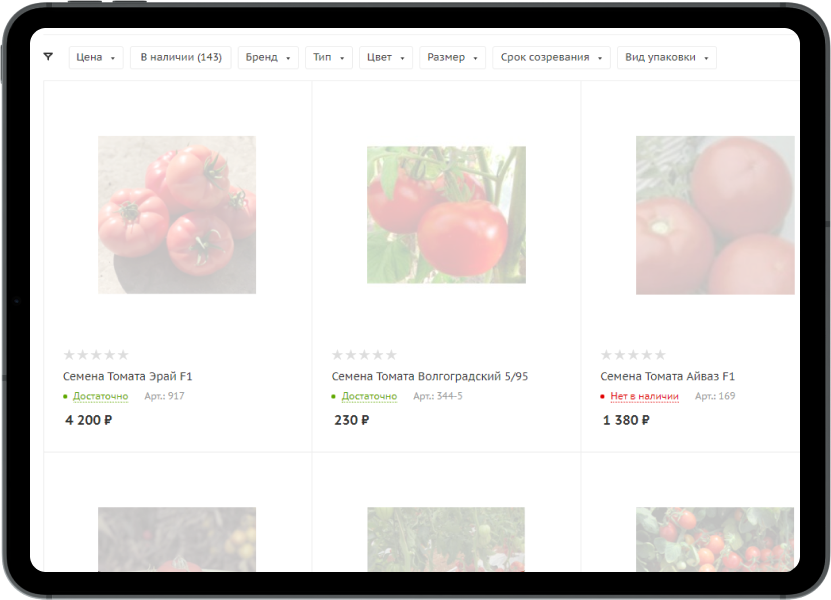 Цена
В наличии (143)
Бренд
Тип
Цвет
Размер
Срок созревания
Вид упаковки
Семена Томата Эрай F1
Достаточно Арт.: 917
4 200 ₽
Семена Томата Волгоградский 5/95
Достаточно Арт.: 344-5
230 ₽
Семена Томата Айваз F1
Нет в наличии Арт.: 169
1 380 ₽